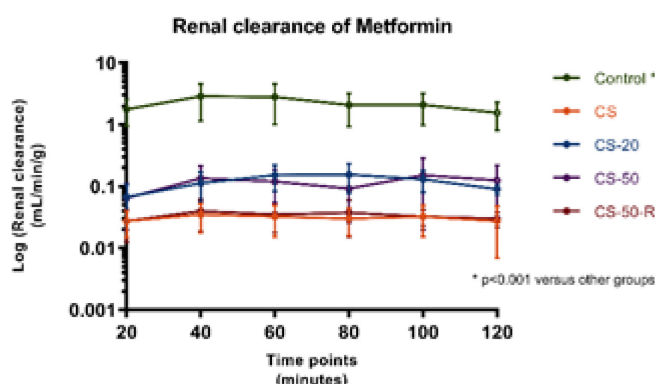 Renal clearance of Metformin
Log (Renal clearance)
(mL/min/g)
10
1
0.1
0.01
0.001
20
40
60
80
100
120
Time points
(minutes)
Control *
CS
CS-20
CS-50
CS-50-R
* p<0.001 versus other groups